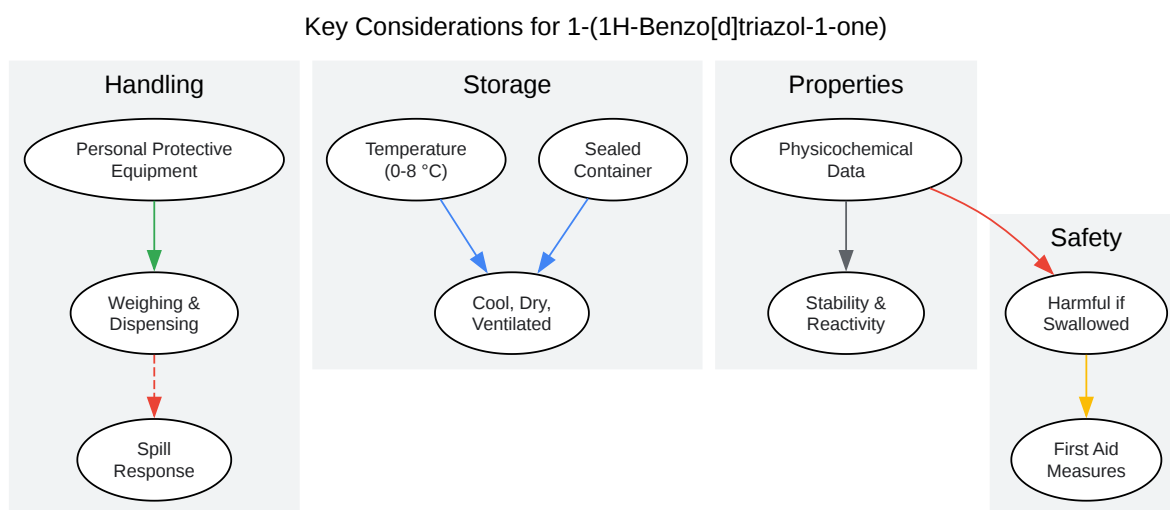 Key Considerations for 1-(1H-Benzo[d]triazol-1-one)
Handling
Personal Protective
Equipment
Weighing &
Dispensing
Spill
Response
Storage
Temperature
(0-8 °C)
Sealed
Container
Cool, Dry,
Ventilated
Properties
Physicochemical
Data
Stability &
Reactivity
Safety
Harmful if
Swallowed
First Aid
Measures